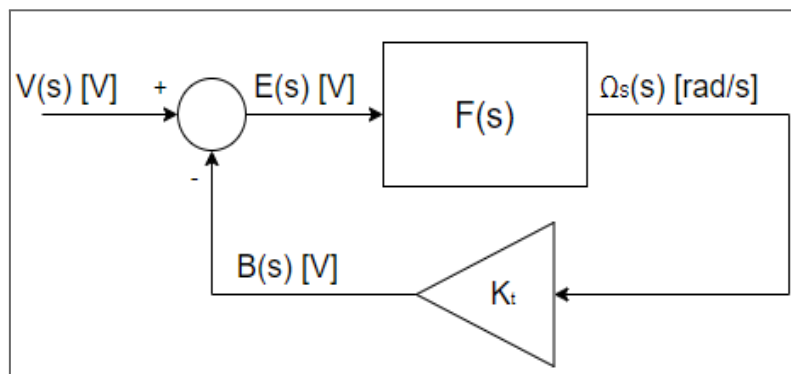 V(s) [V]
+
E(s) [V]
F(s)
Ωs(s) [rad/s]
-
B(s) [V]
Kt